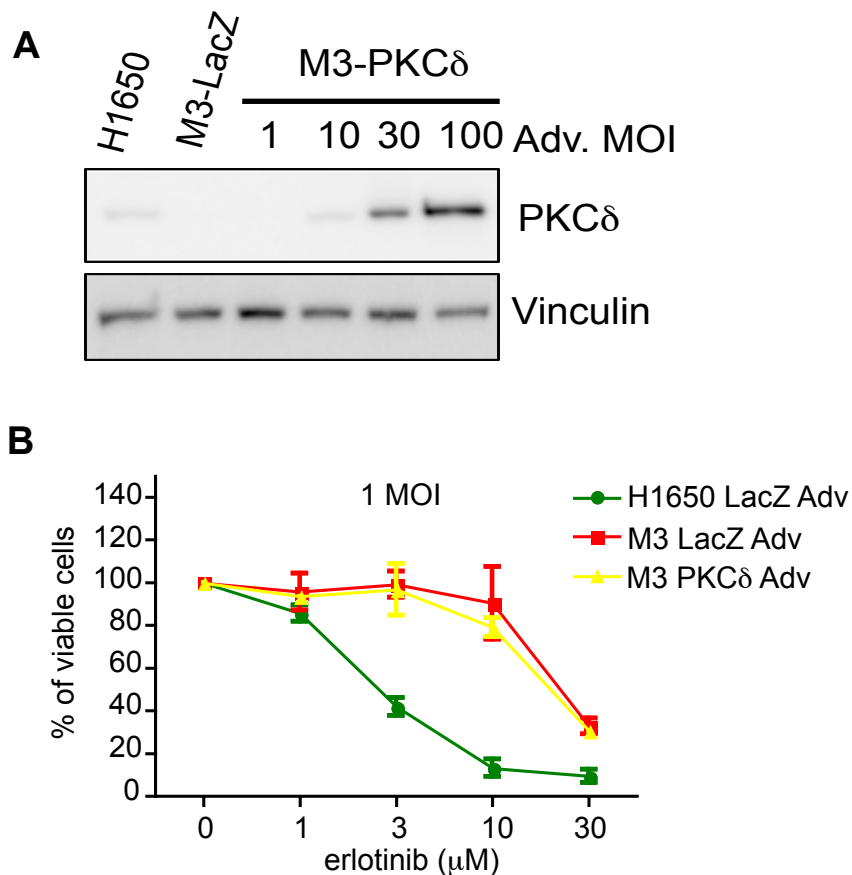 A
H1650
M3-LacZ
M3-PKCδ
1 10 30 100 Adv. MOI
PKCδ
Vinculin
B
1 MOI
H1650 LacZ Adv
M3 LacZ Adv
M3 PKCδ Adv
% of viable cells
140
120
100
80
60
40
20
0
0 1 3 10 30
erlotinib (μM)